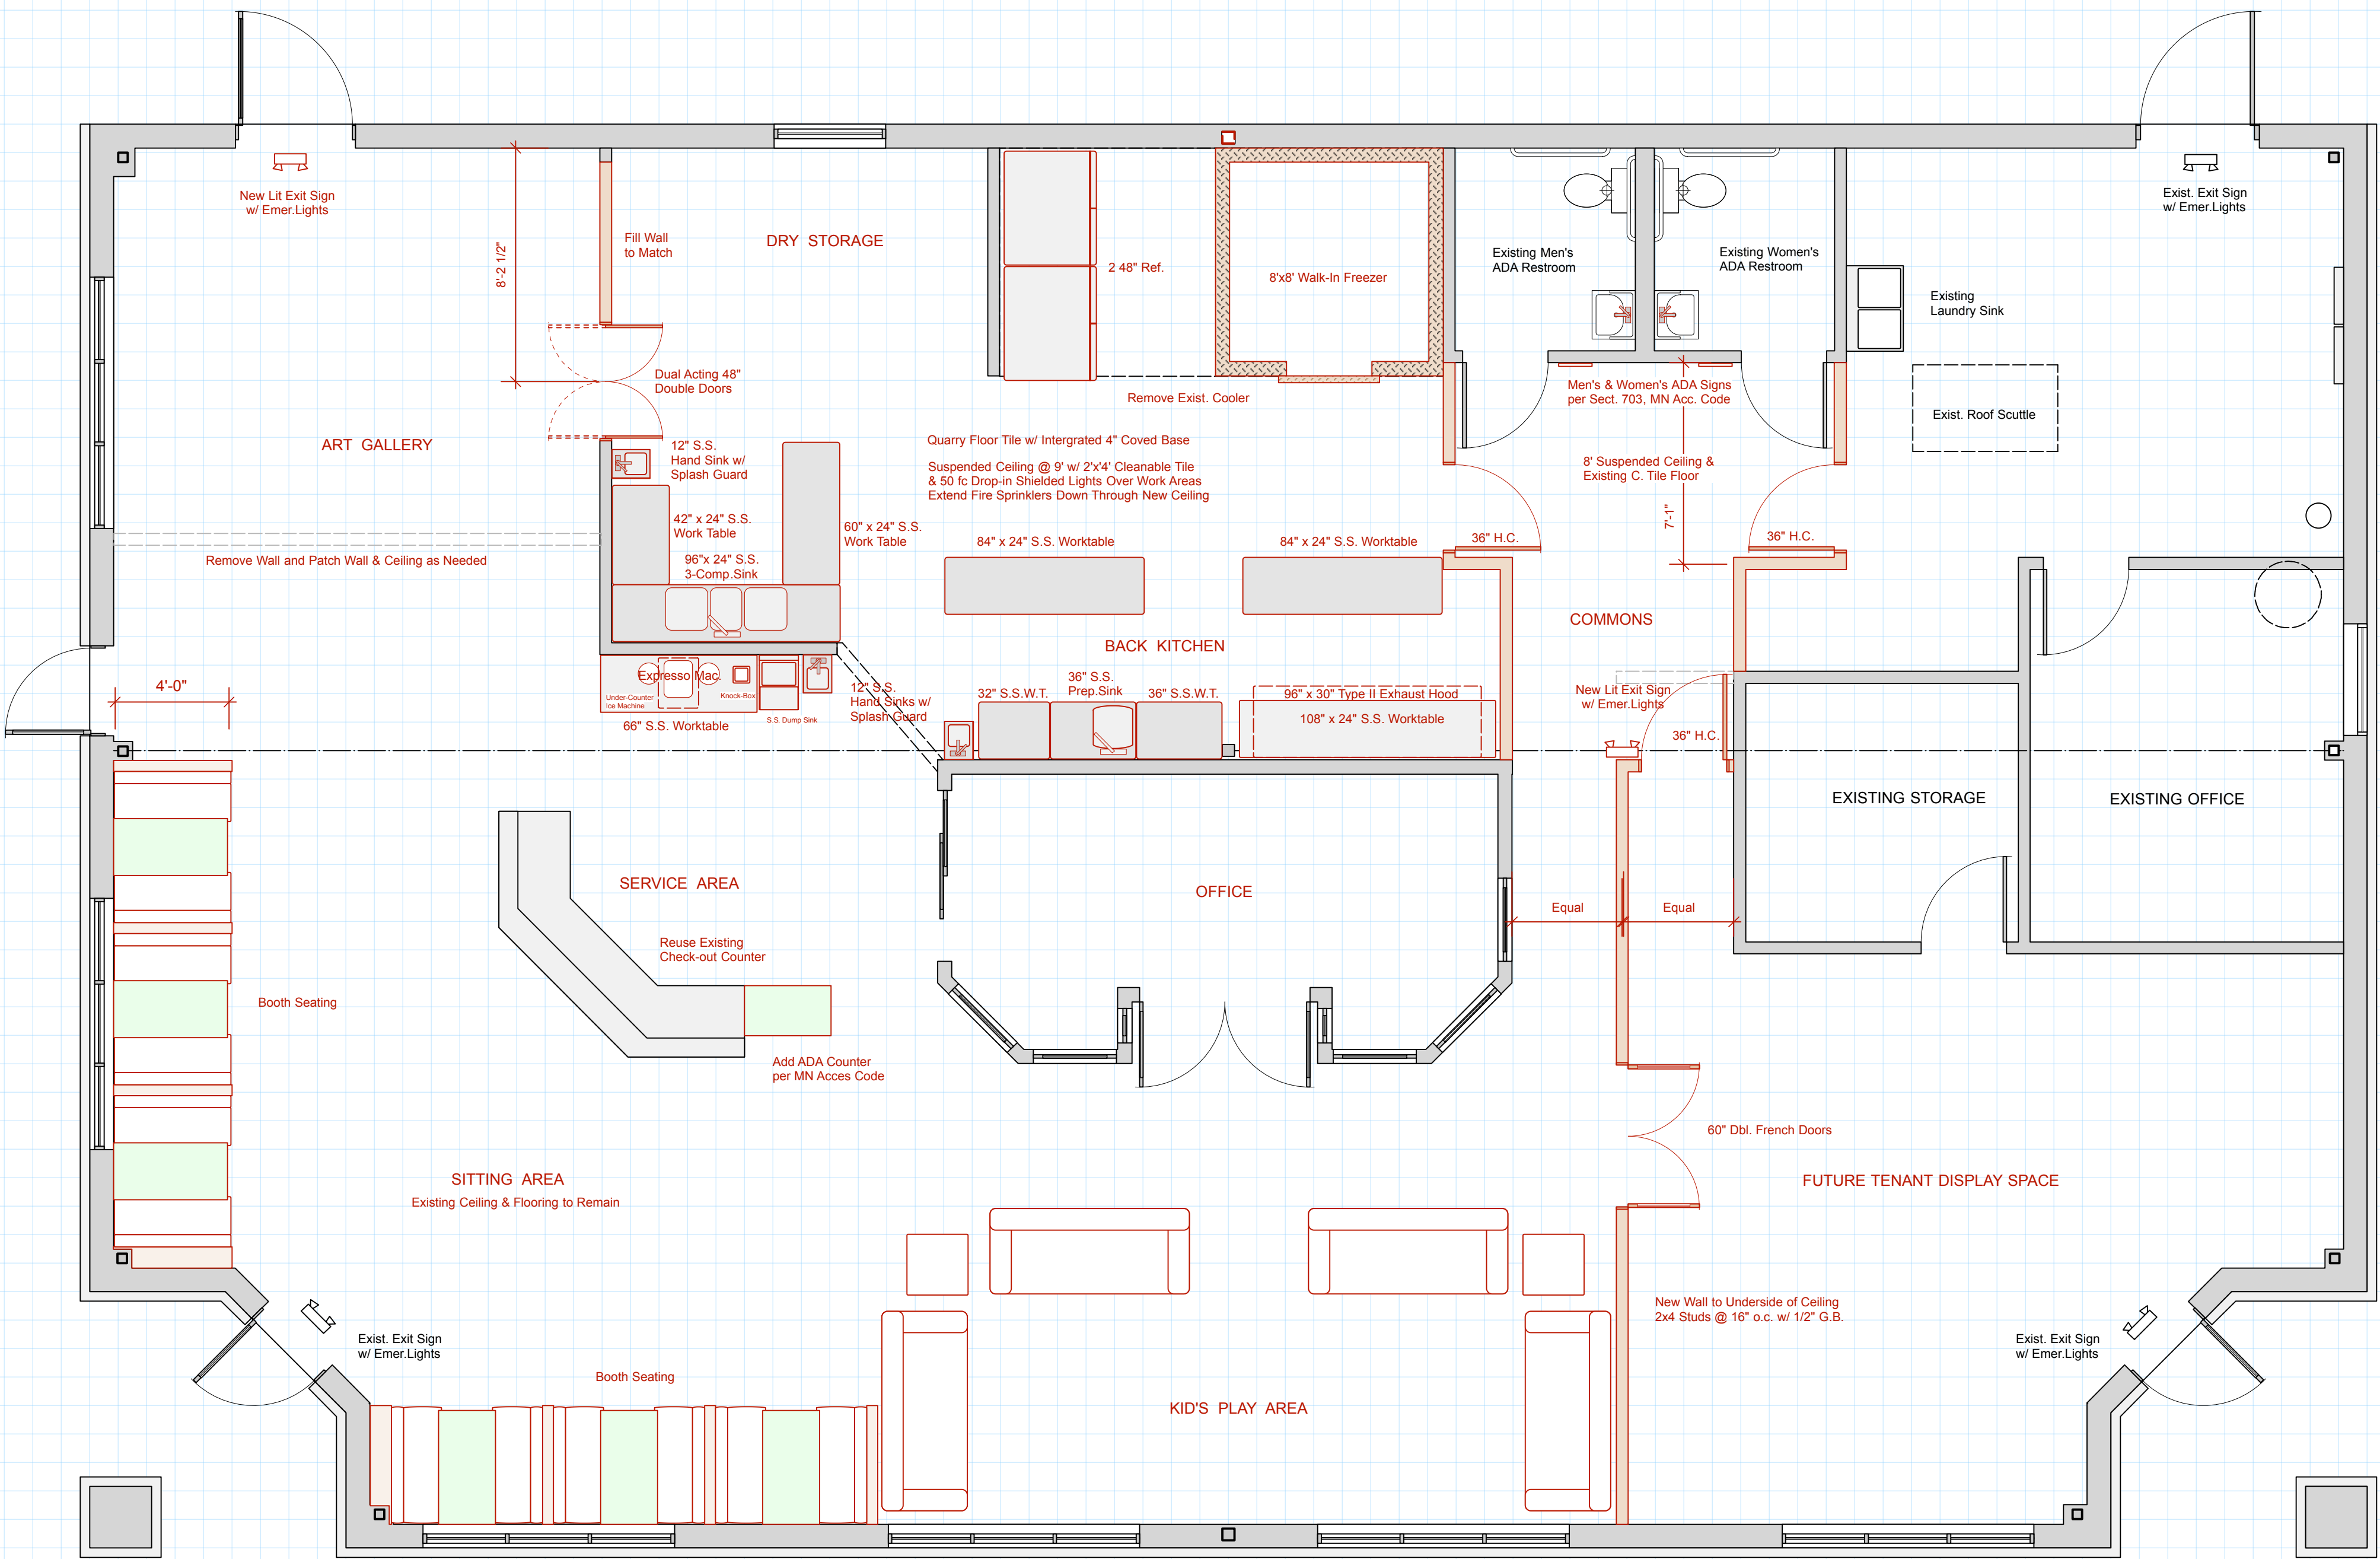 New Lit Exit Sign
w/ Emer.Lights
8'-2 1/2"
Fill Wall
to Match
DRY STORAGE
2 48" Ref.
8'x8' Walk-In Freezer
Existing Men's
ADA Restroom
Existing Women's
ADA Restroom
Exist. Exit Sign
w/ Emer.Lights
Existing
Laundry Sink
Dual Acting 48"
Double Doors
Remove Exist. Cooler
Men's & Women's ADA Signs
per Sect. 703, MN Acc. Code
Exist. Roof Scuttle
ART GALLERY
12" S.S.
Hand Sink w/
Splash Guard
Quarry Floor Tile w/ Intergrated 4" Coved Base
Suspended Ceiling @ 9' w/ 2'x'4' Cleanable Tile
& 50 fc Drop-in Shielded Lights Over Work Areas
Extend Fire Sprinklers Down Through New Ceiling
8' Suspended Ceiling &
Existing C. Tile Floor
7'-1"
42" x 24" S.S.
Work Table
60" x 24" S.S.
Work Table
84" x 24" S.S. Worktable
84" x 24" S.S. Worktable
36" H.C.
36" H.C.
Remove Wall and Patch Wall & Ceiling as Needed
96"x 24" S.S.
3-Comp.Sink
COMMONS
BACK KITCHEN
4'-0"
Expresso Mac.
Under-Counter
Ice Machine
Knock-Box
S.S. Dump Sink
66" S.S. Worktable
12" S.S.
Hand Sinks w/
Splash Guard
32" S.S.W.T.
36" S.S.
Prep.Sink
36" S.S.W.T.
96" x 30" Type II Exhaust Hood
108" x 24" S.S. Worktable
New Lit Exit Sign
w/ Emer.Lights
36" H.C.
EXISTING STORAGE
EXISTING OFFICE
SERVICE AREA
OFFICE
Equal
Equal
Reuse Existing
Check-out Counter
Booth Seating
Add ADA Counter
per MN Acces Code
60" Dbl. French Doors
SITTING AREA
Existing Ceiling & Flooring to Remain
FUTURE TENANT DISPLAY SPACE
New Wall to Underside of Ceiling
2x4 Studs @ 16" o.c. w/ 1/2" G.B.
Exist. Exit Sign
w/ Emer.Lights
Exist. Exit Sign
w/ Emer.Lights
Booth Seating
KID'S PLAY AREA